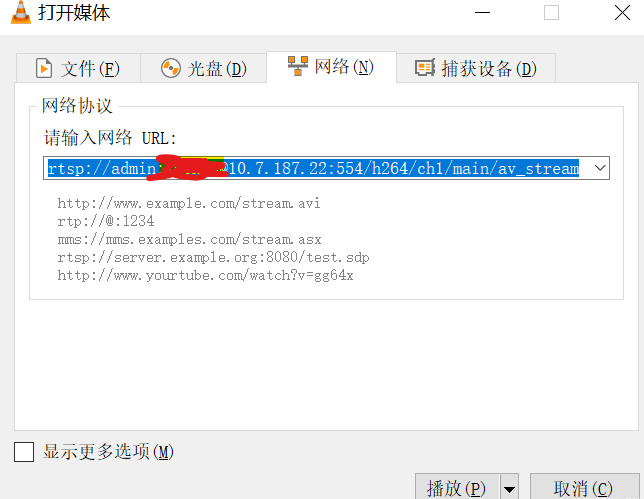 打开媒体
文件(F)
光盘(D)
网络(N)
捕获设备(D)
网络协议
请输入网络 URL:
rtsp://admin @10.7.187.22:554/h264/ch1/main/av_stream
http://www.example.com/stream.avi
rtp://@:1234
mms://mms.examples.com/stream.asx
rtsp://server.example.org:8080/test.sdp
http://www.yourtube.com/watch?v=gg64x
显示更多选项(M)
播放(P)
取消(C)